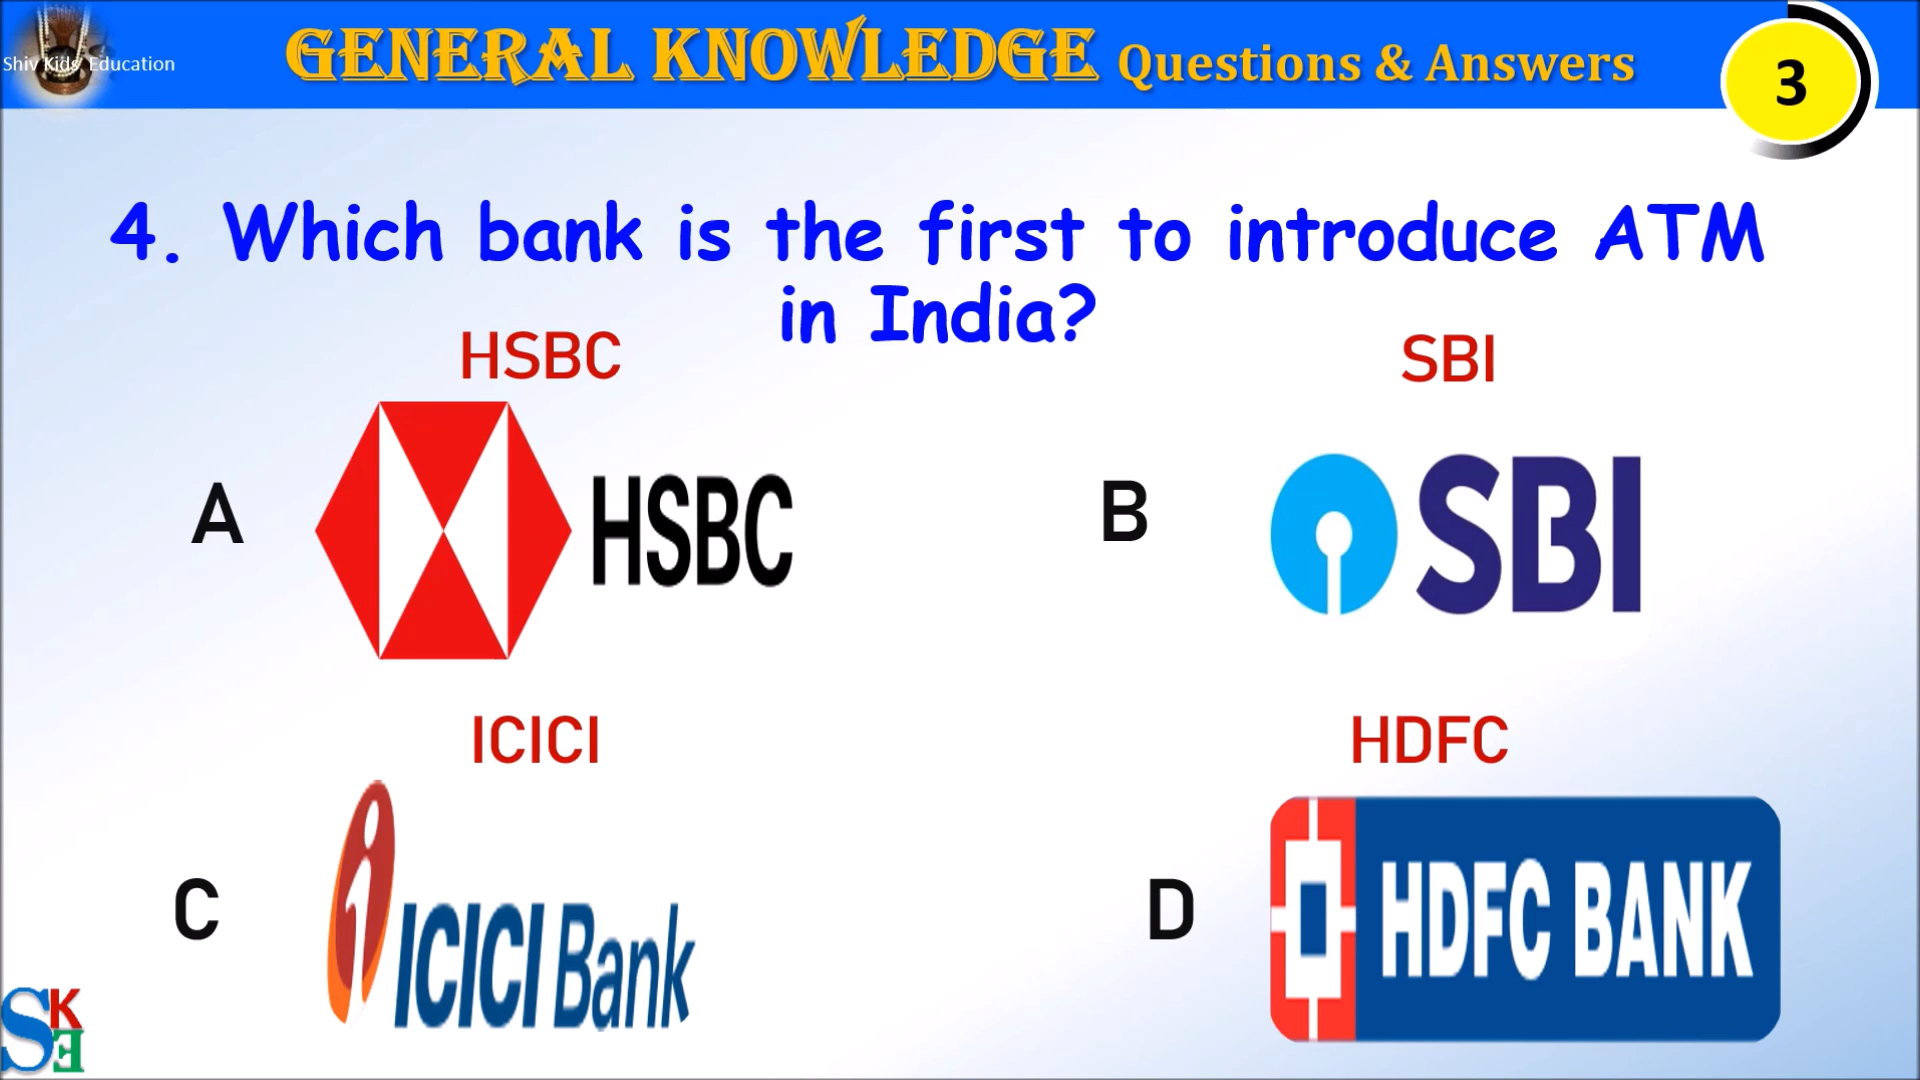 Shiv Kids' Education
GENERAL KNOWLEDGE Questions & Answers
3
4. Which bank is the first to introduce ATM
in India?
HSBC
SBI
A
HSBC
B
SBI
ICICI
HDFC
C
i ICICI Bank
D
HDFC BANK
SKE